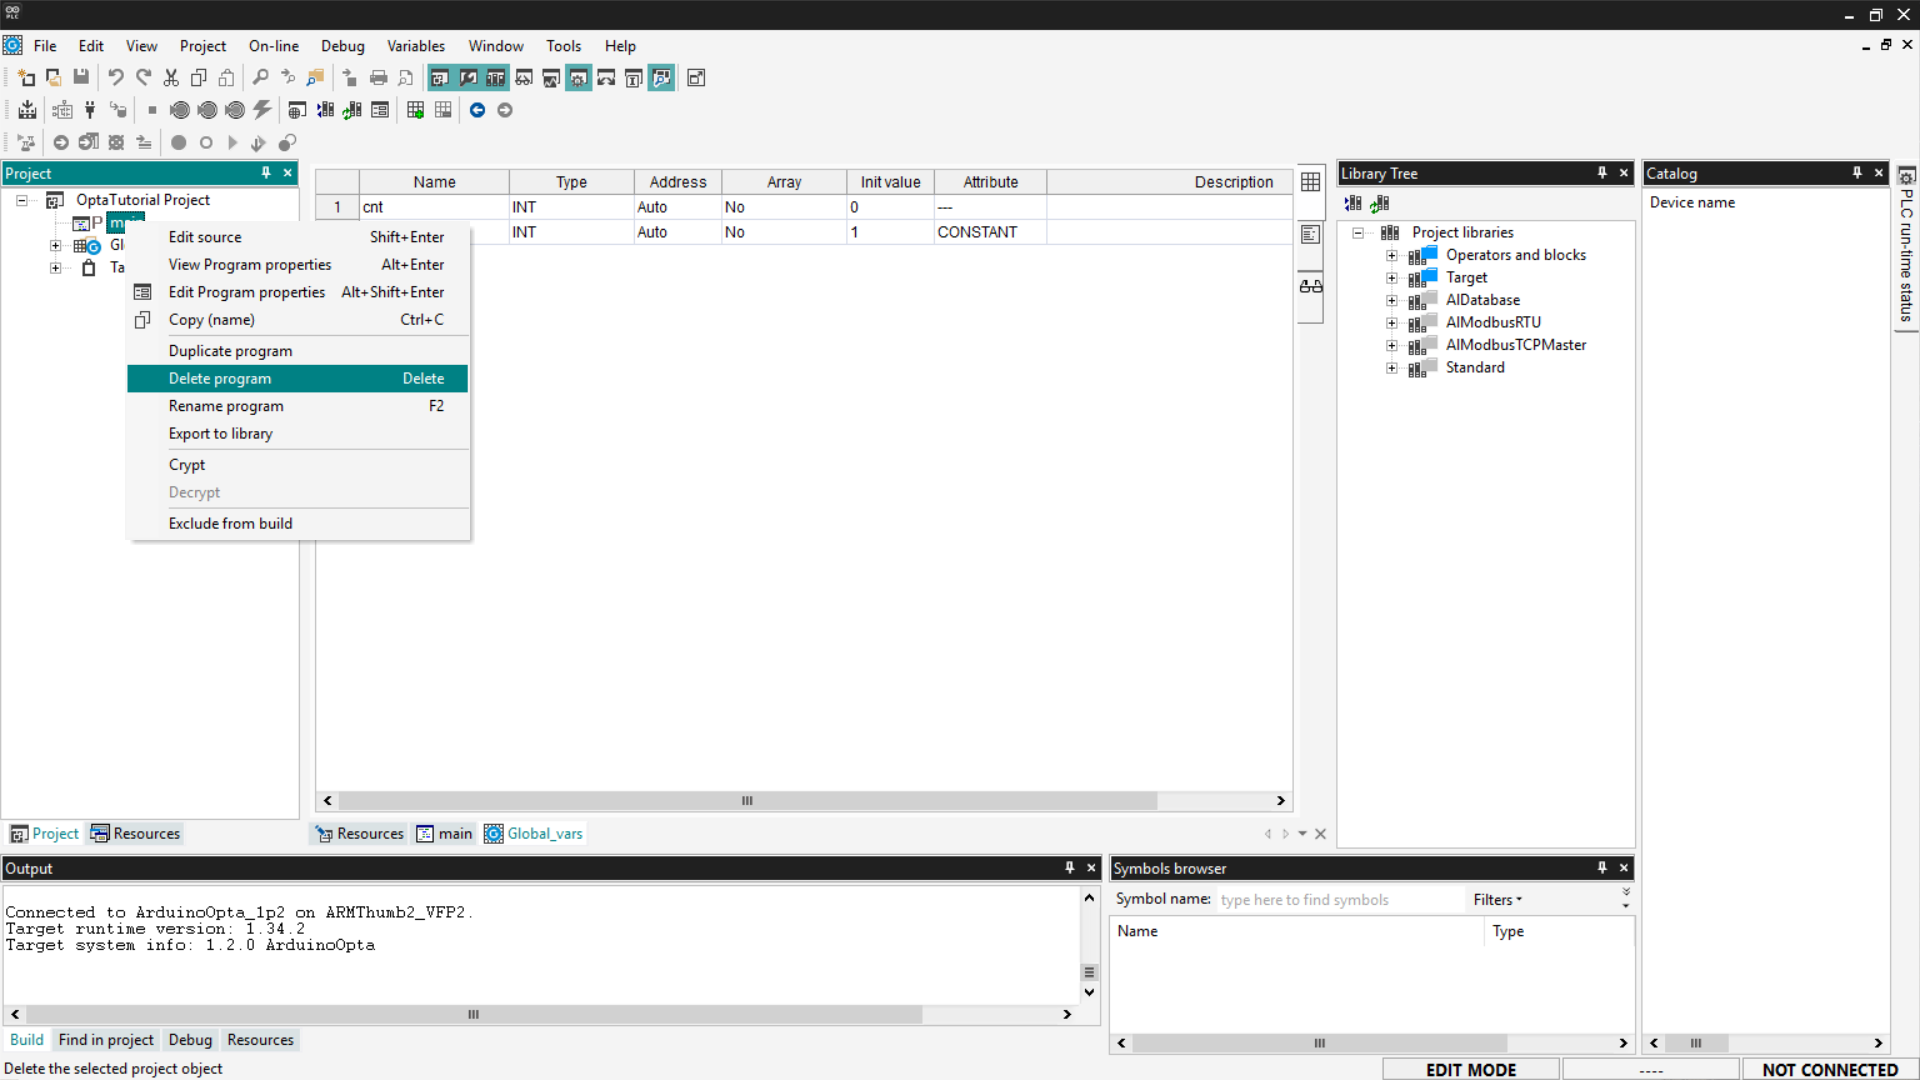 PLC
File Edit View Project On-line Debug Variables Window Tools Help
Project
OptaTutorial Project
P
Edit source Shift+Enter
View Program properties Alt+Enter
Edit Program properties Alt+Shift+Enter
Copy (name) Ctrl+C
Duplicate program
Delete program Delete
Rename program F2
Export to library
Crypt
Decrypt
Exclude from build
Name Type Address Array Init value Attribute Description
1 cnt INT Auto No 0 ---
INT Auto No 1 CONSTANT
Library Tree
Project libraries
Operators and blocks
Target
AIDatabase
AIModbusRTU
AIModbusTCPMaster
Standard
Catalog
Device name
PLC run-time status
Project Resources
Resources main Global_vars
Output
Connected to ArduinoOpta_1p2 on ARMThumb2_VFP2.
Target runtime version: 1.34.2
Target system info: 1.2.0 ArduinoOpta
Build Find in project Debug Resources
Symbols browser
Symbol name: type here to find symbols Filters
Name Type
Delete the selected project object
EDIT MODE ---- NOT CONNECTED